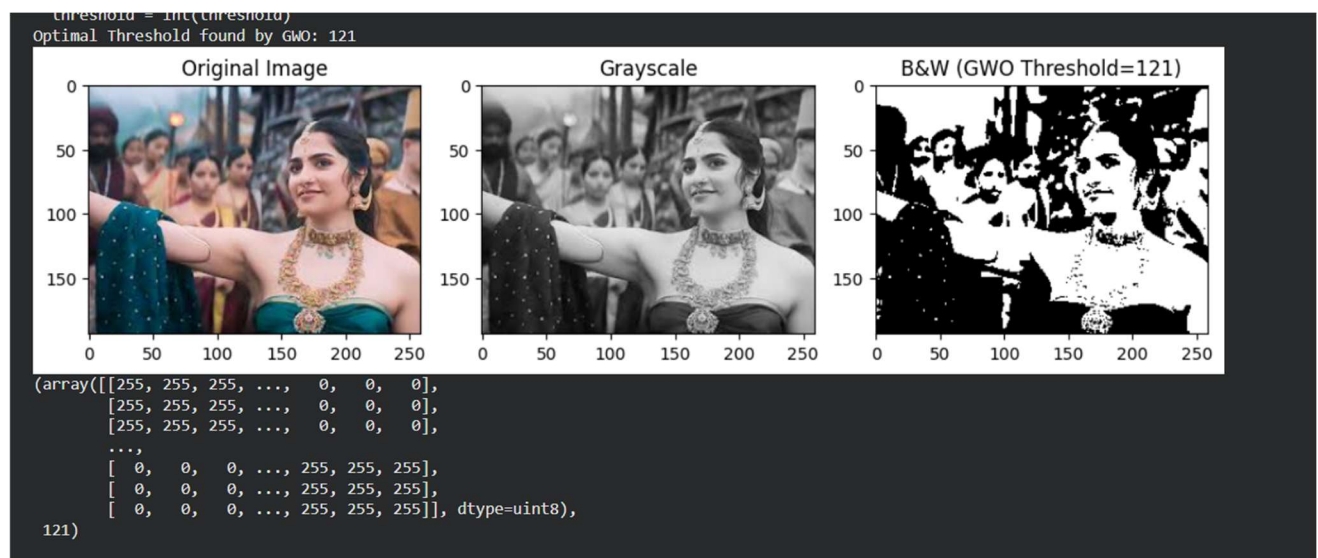 threshold = int(threshold)
Optimal Threshold found by GWO: 121
Original Image
Grayscale
B&W (GWO Threshold=121)
0
50
100
150
0 50 100 150 200 250
0
50
100
150
0 50 100 150 200 250
0
50
100
150
0 50 100 150 200 250
(array([[255, 255, 255, ..., 0, 0, 0],
[255, 255, 255, ..., 0, 0, 0],
[255, 255, 255, ..., 0, 0, 0],
...,
[ 0, 0, 0, ..., 255, 255, 255],
[ 0, 0, 0, ..., 255, 255, 255],
[ 0, 0, 0, ..., 255, 255, 255]], dtype=uint8),
121)